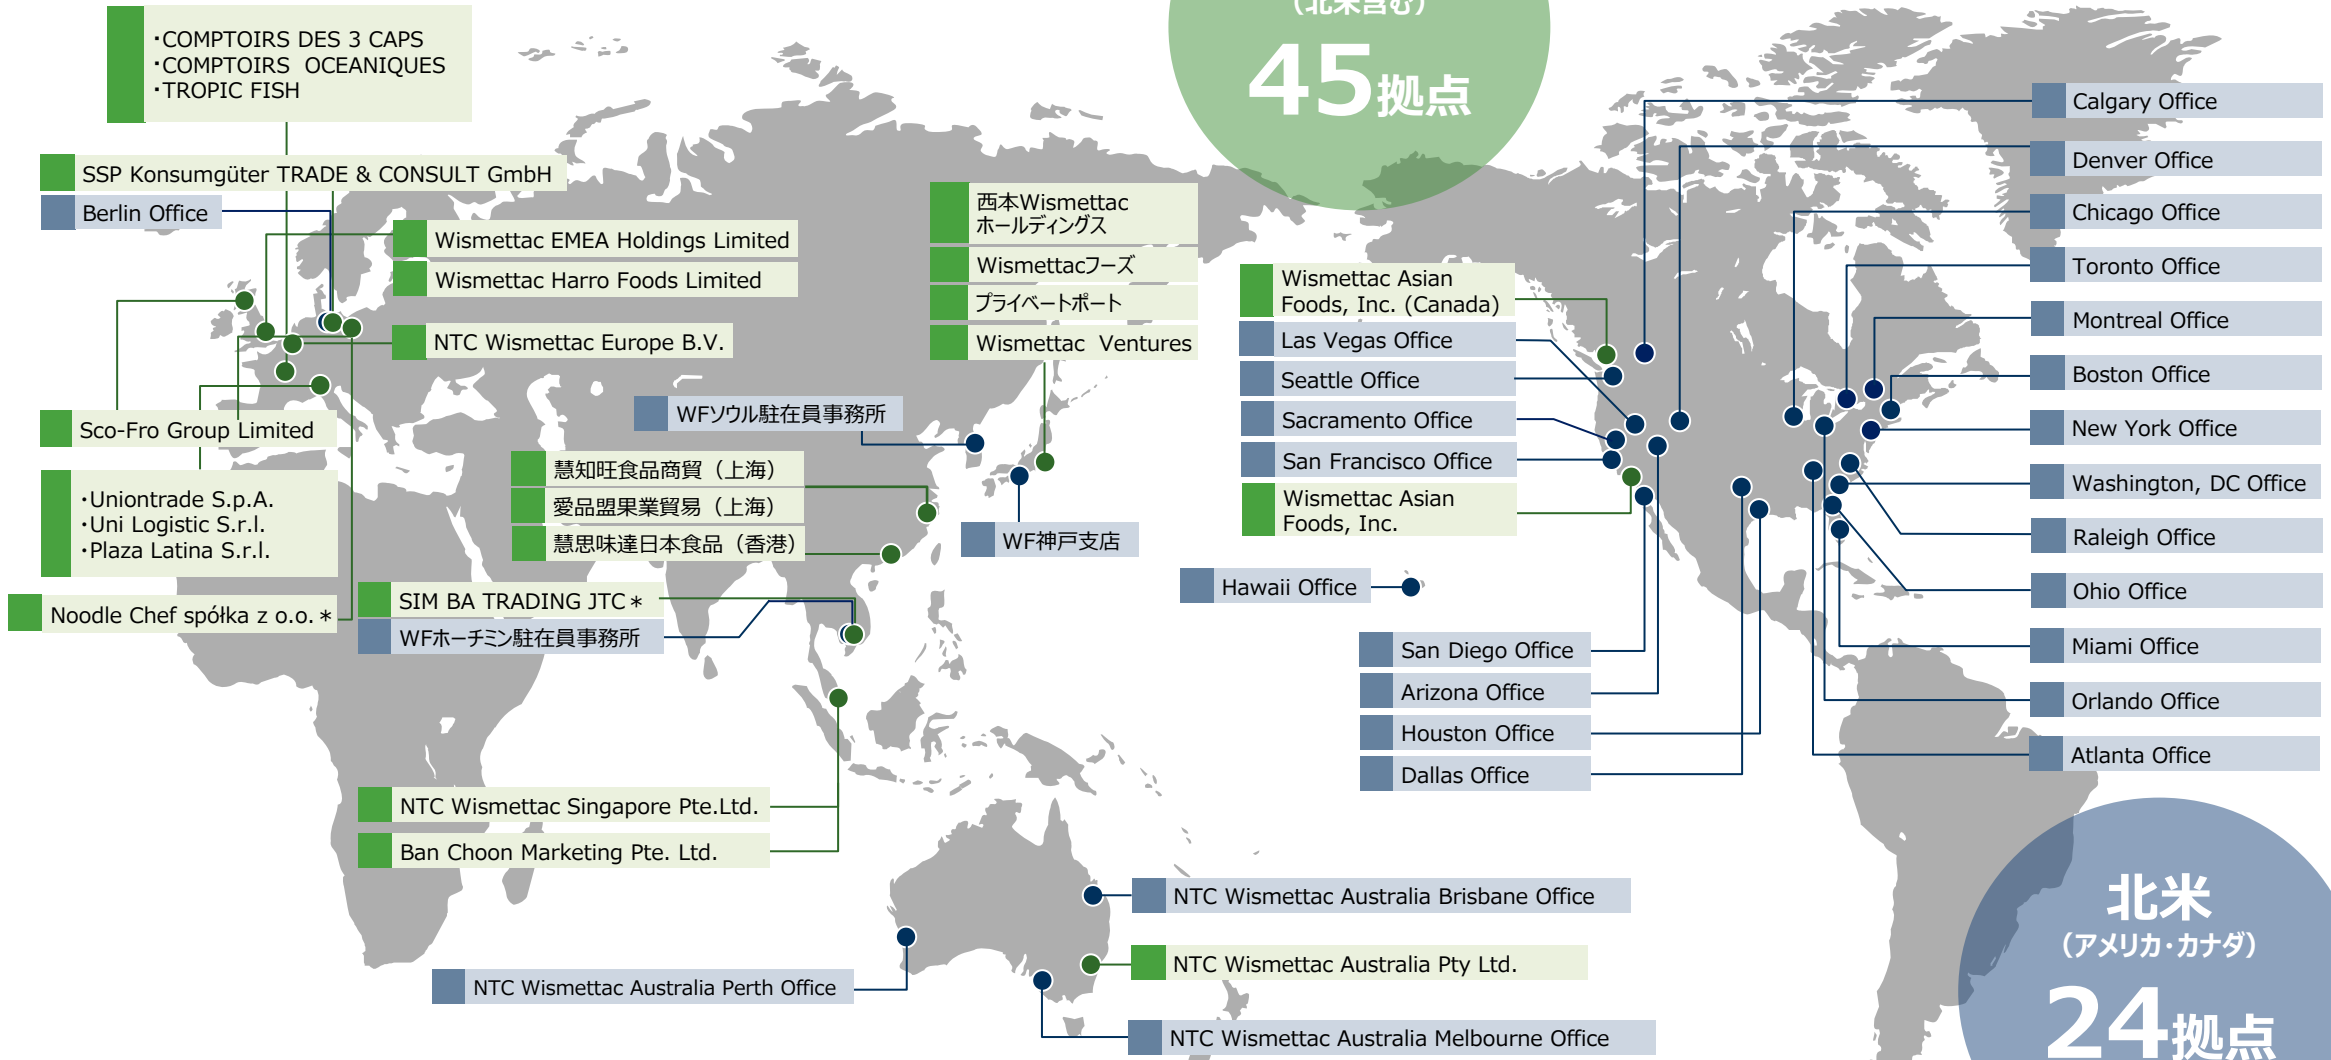 ・COMPTOIRS DES 3 CAPS
・COMPTOIRS OCEANIQUES
・TROPIC FISH
SSP Konsumgüter TRADE & CONSULT GmbH
Berlin Office
Wismettac EMEA Holdings Limited
Wismettac Harro Foods Limited
NTC Wismettac Europe B.V.
Sco-Fro Group Limited
・Uniontrade S.p.A.
・Uni Logistic S.r.l.
・Plaza Latina S.r.l.
Noodle Chef spółka z o.o.＊
(北米含む)
45拠点
西本Wismettac
ホールディングス
Wismettacフーズ
プライベートポート
Wismettac Ventures
WFソウル駐在員事務所
慧知旺食品商貿（上海）
愛品盟果業貿易（上海）
慧思味達日本食品（香港）
WF神戸支店
SIM BA TRADING JTC＊
WFホーチミン駐在員事務所
NTC Wismettac Singapore Pte.Ltd.
Ban Choon Marketing Pte. Ltd.
NTC Wismettac Australia Brisbane Office
NTC Wismettac Australia Pty Ltd.
NTC Wismettac Australia Perth Office
NTC Wismettac Australia Melbourne Office
Wismettac Asian
Foods, Inc. (Canada)
Las Vegas Office
Seattle Office
Sacramento Office
San Francisco Office
Wismettac Asian
Foods, Inc.
Hawaii Office
San Diego Office
Arizona Office
Houston Office
Dallas Office
Calgary Office
Denver Office
Chicago Office
Toronto Office
Montreal Office
Boston Office
New York Office
Washington, DC Office
Raleigh Office
Ohio Office
Miami Office
Orlando Office
Atlanta Office
北米
(アメリカ・カナダ)
24拠点